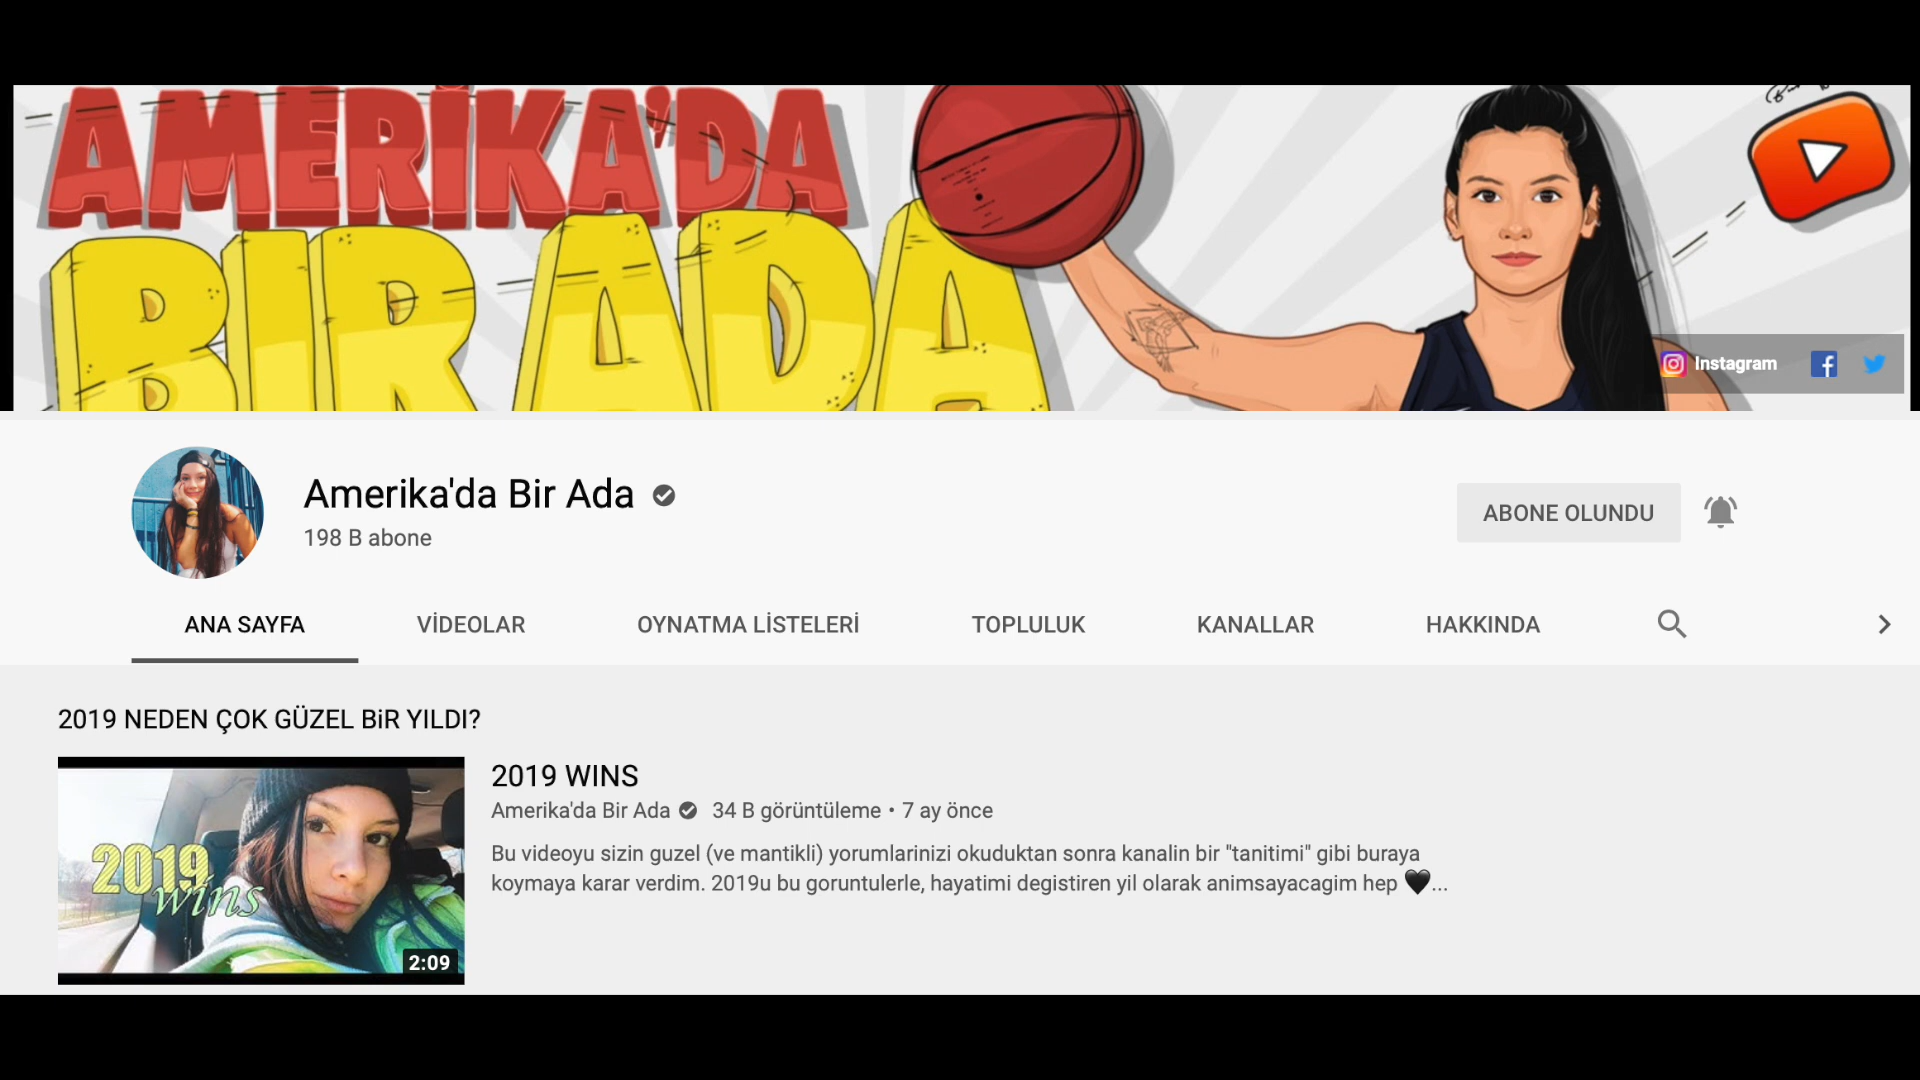 AMERİKA'DA
BIR ADA
Instagram
Amerika'da Bir Ada
198 B abone
ABONE OLUNDU
ANA SAYFA
VİDEOLAR
OYNATMA LİSTELERİ
TOPLULUK
KANALLAR
HAKKINDA
2019 NEDEN ÇOK GÜZEL BiR YILDI?
2019
wins
2:09
2019 WINS
Amerika'da Bir Ada 34 B görüntüleme • 7 ay önce
Bu videoyu sizin guzel (ve mantikli) yorumlarinizi okuduktan sonra kanalin bir "tanitimi" gibi buraya
koymaya karar verdim. 2019u bu goruntulerle, hayatimi degistiren yil olarak animsayacagim hep 🖤...